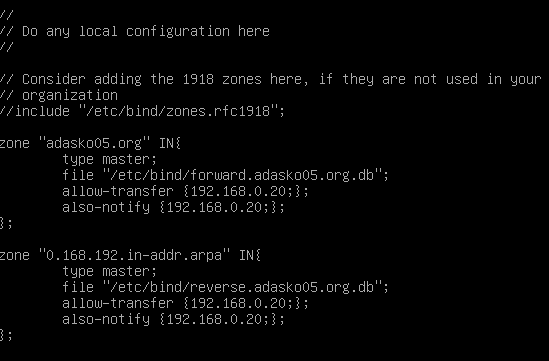 //
// Do any local configuration here
//
// Consider adding the 1918 zones here, if they are not used in your
// organization
//include "/etc/bind/zones.rfc1918";
zone "adasko05.org" IN{
type master;
file "/etc/bind/forward.adasko05.org.db";
allow-transfer {192.168.0.20;};
also-notify {192.168.0.20;};
};
zone "0.168.192.in-addr.arpa" IN{
type master;
file "/etc/bind/reverse.adasko05.org.db";
allow-transfer {192.168.0.20;};
also-notify {192.168.0.20;};
};